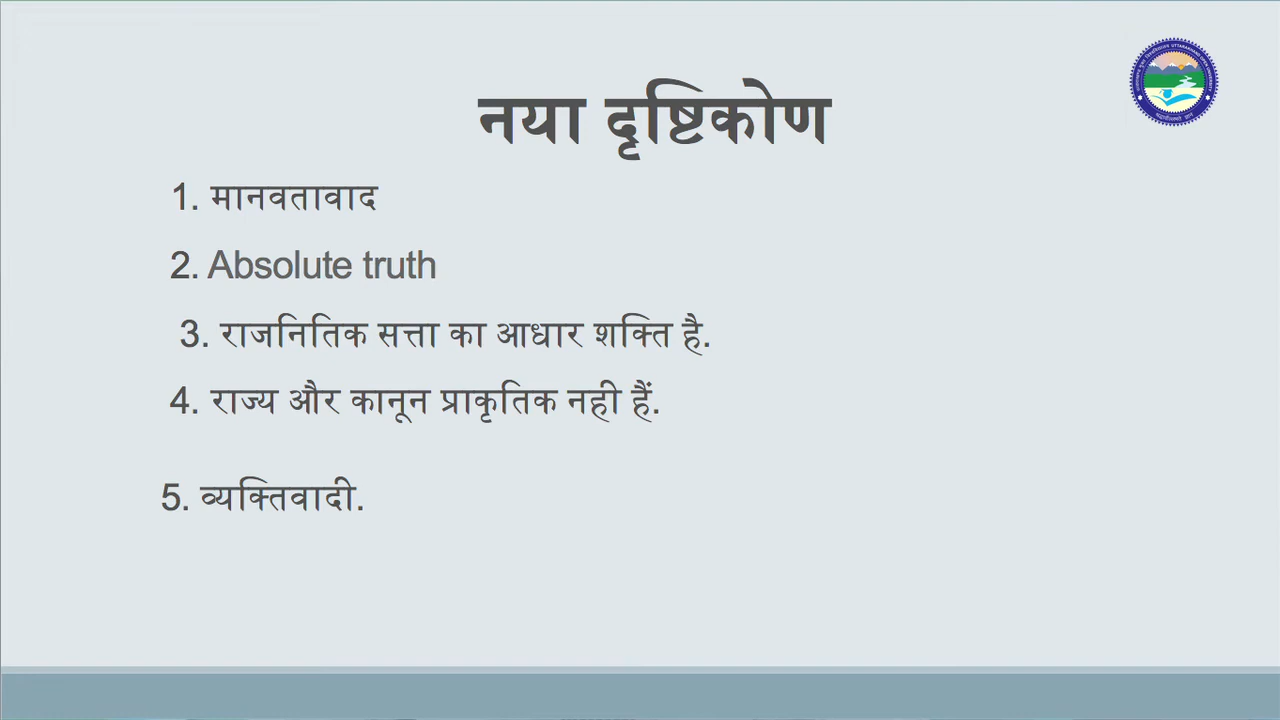 नया दृष्टिकोण
1. मानवतावाद
2. Absolute truth
3. राजनितिक सत्ता का आधार शक्ति है.
4. राज्य और कानून प्राकृतिक नही हैं.
5. व्यक्तिवादी.